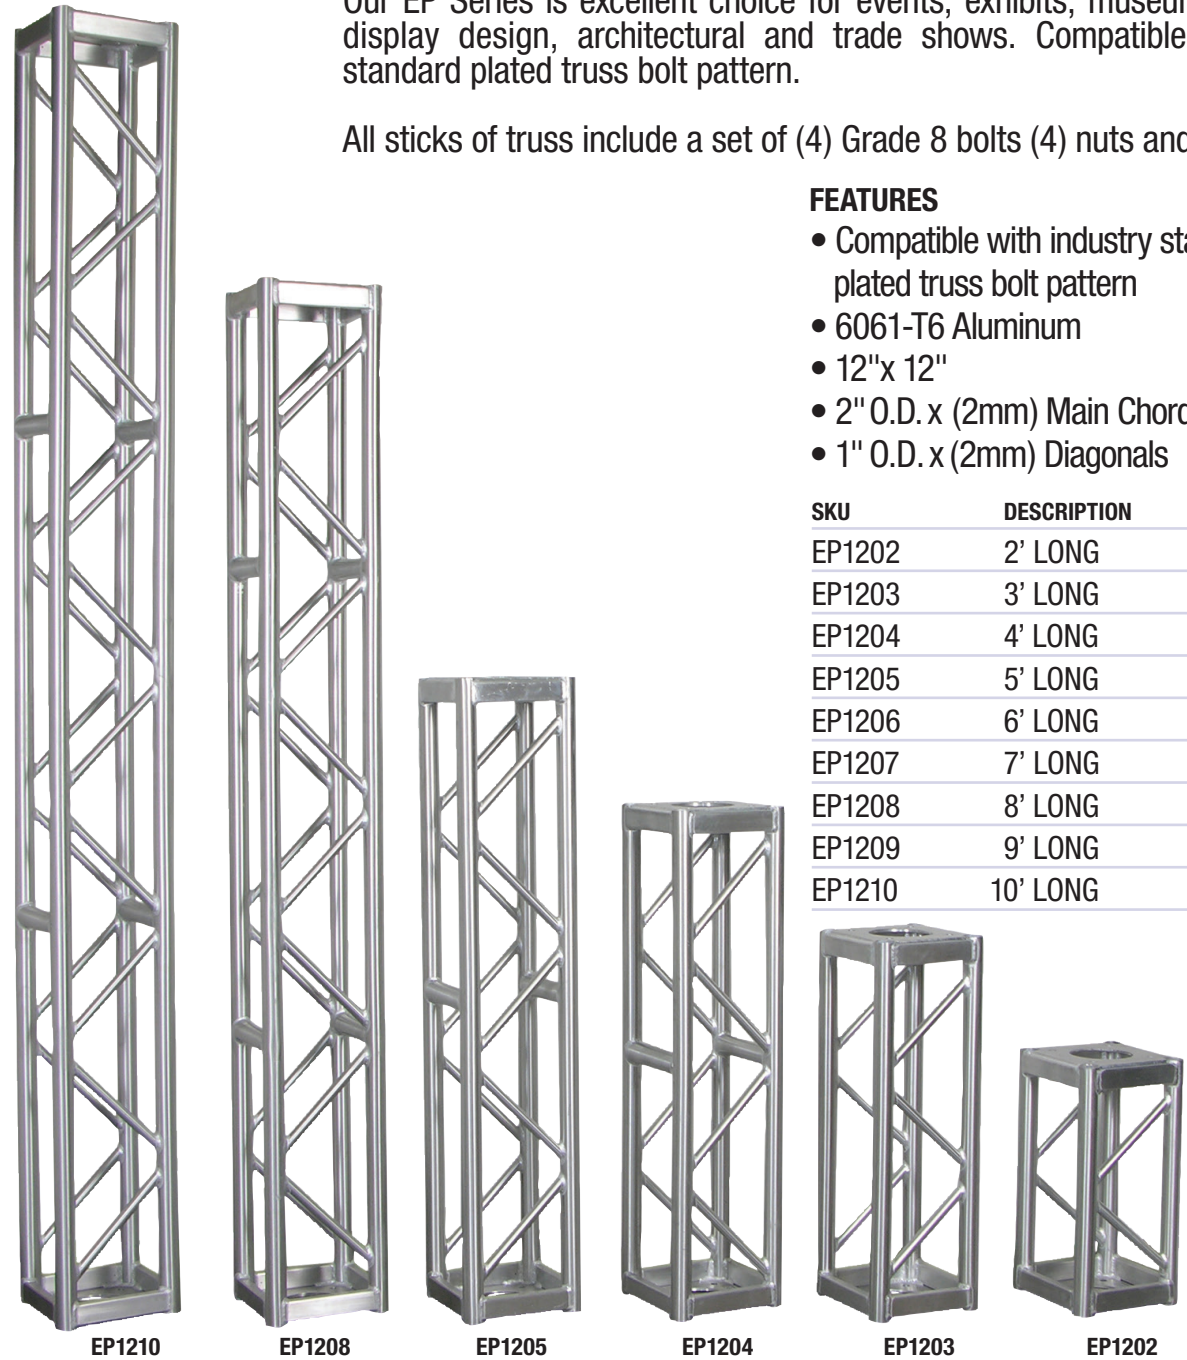 Our EP Series is excellent choice for events, exhibits,
display design, architectural and trade shows. Compatible
standard plated truss bolt pattern.
All sticks of truss include a set of (4) Grade 8 bolts (4) nuts
FEATURES
• Compatible with industry
plated truss bolt pattern
• 6061-T6 Aluminum
• 12"x 12"
• 2" O.D. x (2mm) Main
• 1" O.D. x (2mm) Diagonals
SKU DESCRIPTION
EP1202 2’ LONG
EP1203 3’ LONG
EP1204 4’ LONG
EP1205 5’ LONG
EP1206 6’ LONG
EP1207 7’ LONG
EP1208 8’ LONG
EP1209 9’ LONG
EP1210 10’ LONG
EP1210 EP1208 EP1205 EP1204 EP1203 EP1202